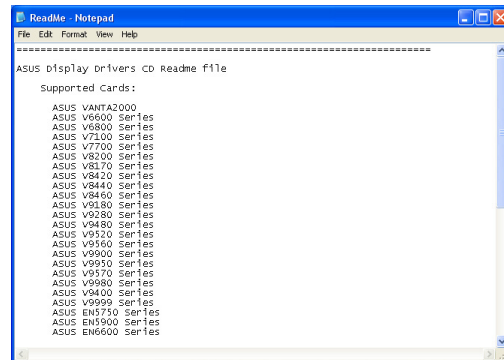 ReadMe - Notepad
File Edit Format View Help
======================================================================
ASUS Display Drivers CD Readme file
Supported Cards:
ASUS VANTA2000
ASUS V6600 Series
ASUS V6800 Series
ASUS V7100 Series
ASUS V7700 Series
ASUS V8200 Series
ASUS V8170 Series
ASUS V8420 Series
ASUS V8440 Series
ASUS V8460 Series
ASUS V9180 Series
ASUS V9280 Series
ASUS V9480 Series
ASUS V9520 Series
ASUS V9560 Series
ASUS V9900 Series
ASUS V9950 Series
ASUS V9570 Series
ASUS V9980 Series
ASUS V9400 Series
ASUS V9999 Series
ASUS EN5750 Series
ASUS EN5900 Series
ASUS EN6600 Series